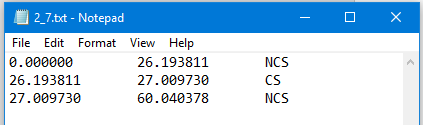 2_7.txt - Notepad
File Edit Format View Help
0.000000 26.193811 NCS
26.193811 27.009730 CS
27.009730 60.040378 NCS